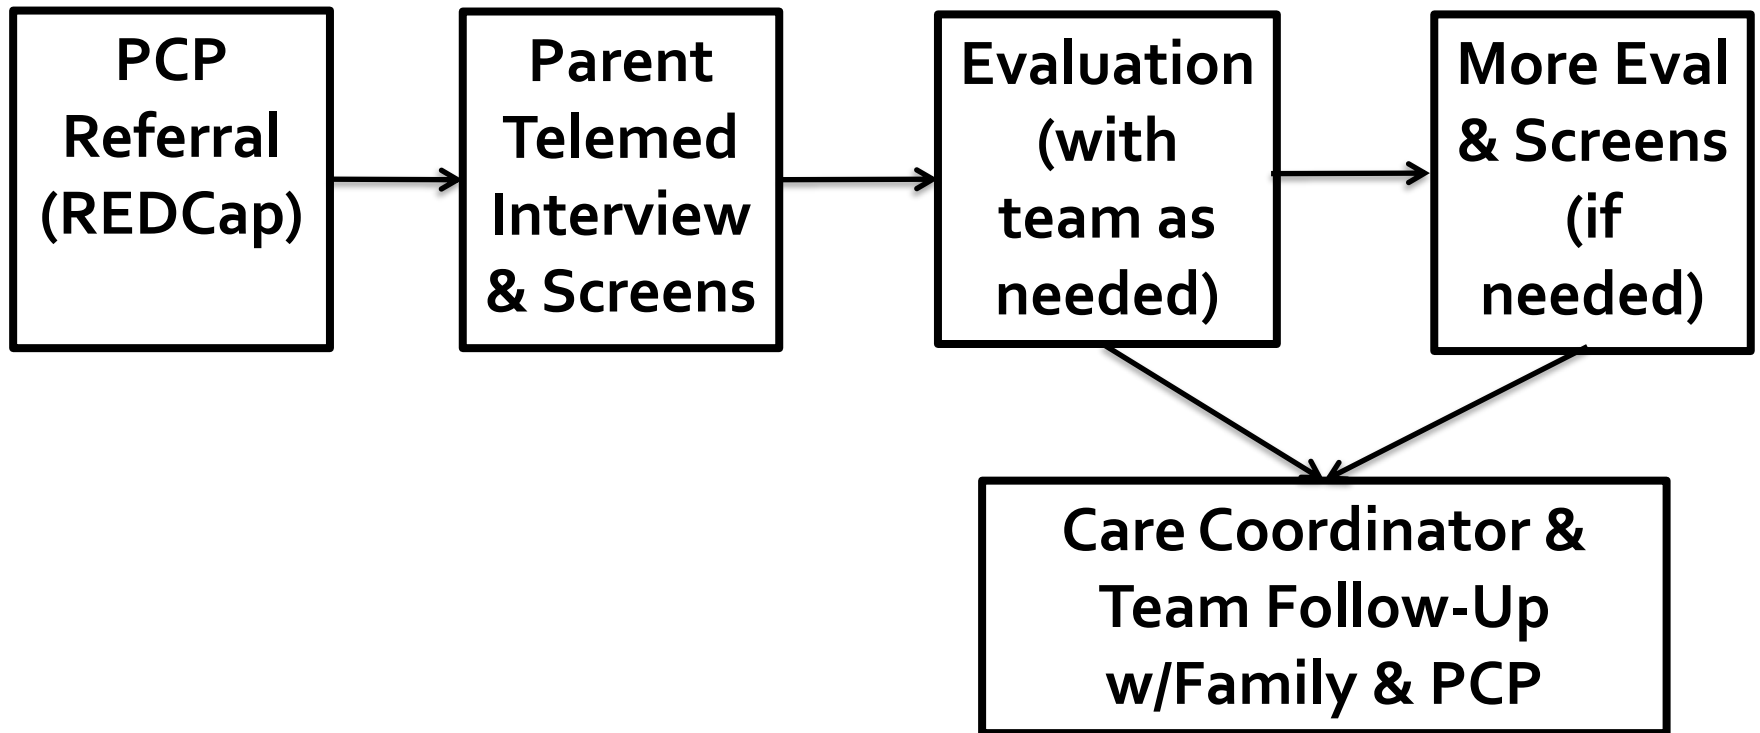 PCP
Referral
(REDCap)
Parent
Telemed
Interview
& Screens
Evaluation
(with
team as
needed)
More Eval
& Screens
(if
needed)
Care Coordinator &
Team Follow-Up
w/Family & PCP